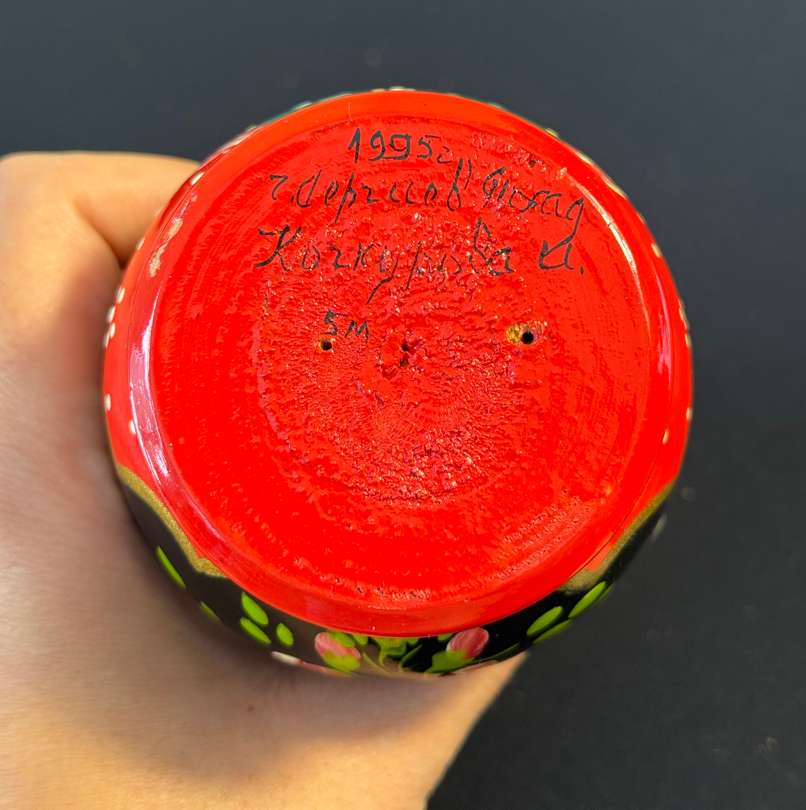 1995г.
г. Сергиев Посад
Кочкурова И.
5м